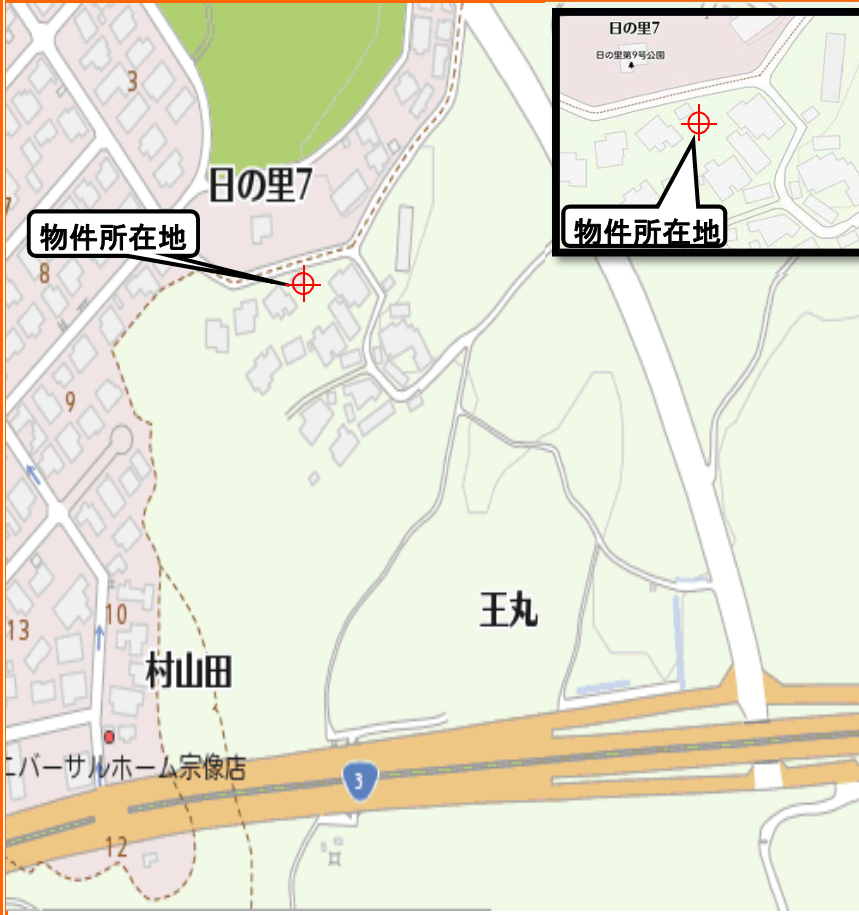 日の里7
日の里第9号公園
物件所在地
3
日の里7
物件所在地
8
9
王丸
10
13
村山田
ニバーサルホーム宗像店
3
12